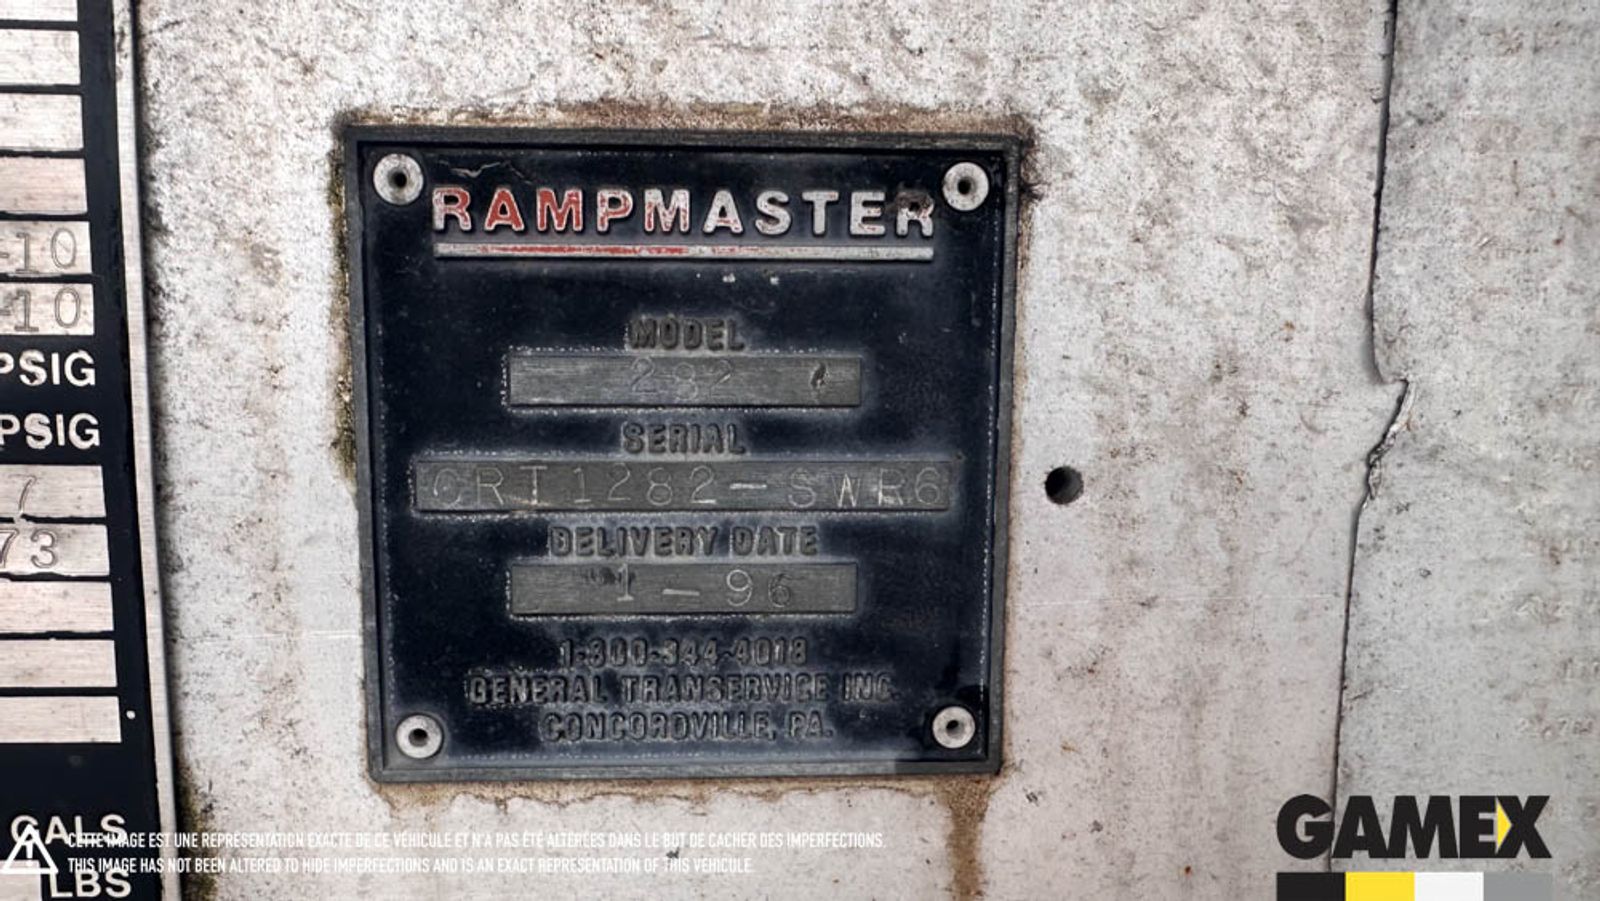 -10
-10
PSIG
PSIG
73
GALS
LBS
RAMPMASTER
MODEL
282
SERIAL
CRT1282-SWR6
DELIVERY DATE
1-96
1-800-344-4018
GENERAL TRANSERVICE INC.
CONCORDVILLE, PA.
CETTE IMAGE EST UNE REPRÉSENTATION EXACTE DE CE VÉHICULE ET N'A PAS ÉTÉ ALTÉRÉES DANS LE BUT DE CACHER DES IMPERFECTIONS.
THIS IMAGE HAS NOT BEEN ALTERED TO HIDE IMPERFECTIONS AND IS AN EXACT REPRESENTATION OF THIS VEHICULE.
GAMEX